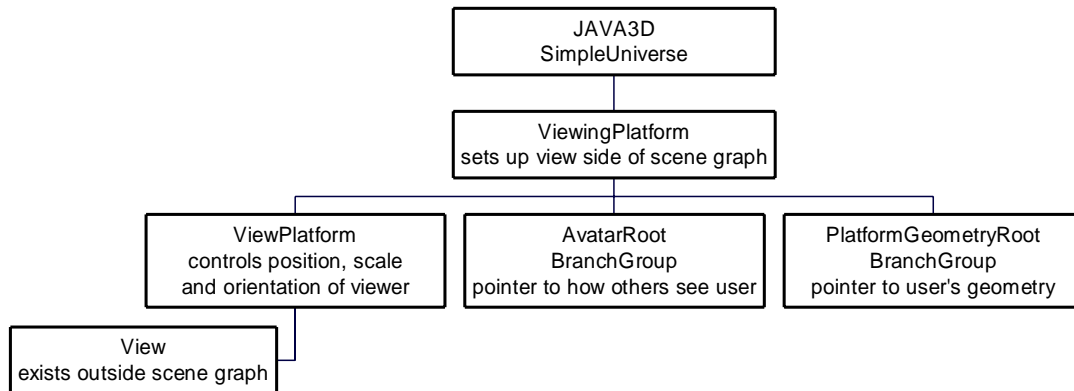 JAVA3D
SimpleUniverse
ViewingPlatform
sets up view side of scene graph
ViewPlatform
controls position, scale
and orientation of viewer
AvatarRoot
BranchGroup
pointer to how others see user
PlatformGeometryRoot
BranchGroup
pointer to user's geometry
View
exists outside scene graph